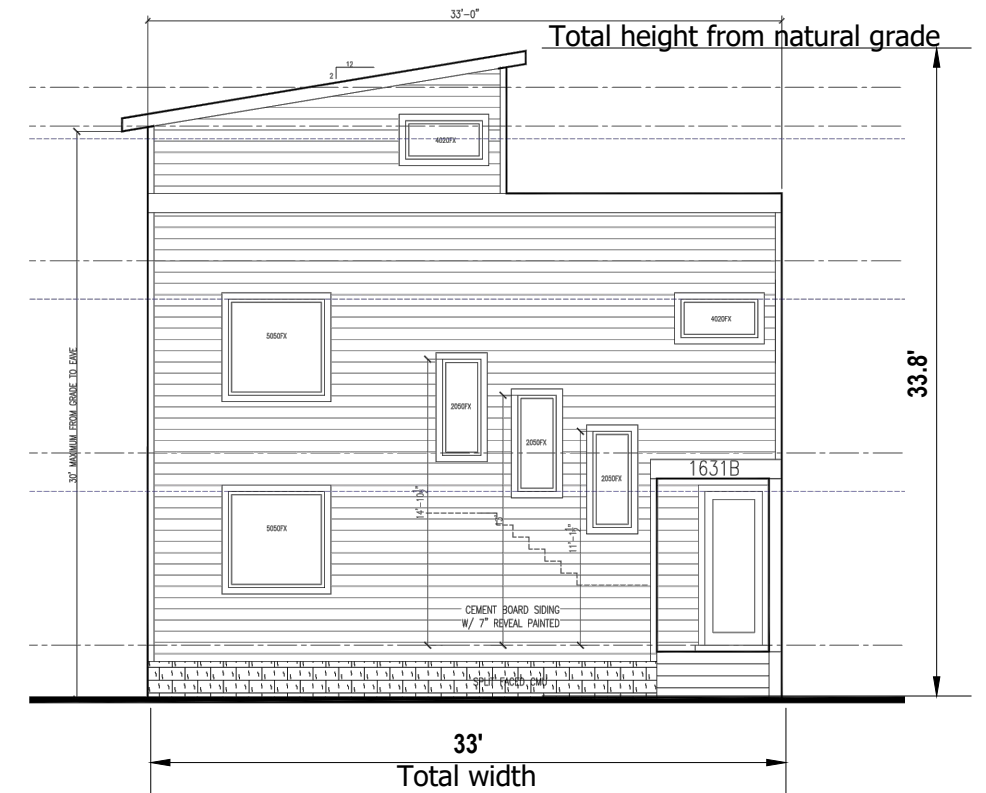 33'-0"
Total height from natural grade
12
2
4020FX
5050FX
4020FX
30' MAXIMUM FROM GRADE TO EAVE
33.8'
2050FX
2050FX
2050FX
1631B
5050FX
CEMENT BOARD SIDING
W/ 7" REVEAL PAINTED
SPLIT FACED CMU
33'
Total width